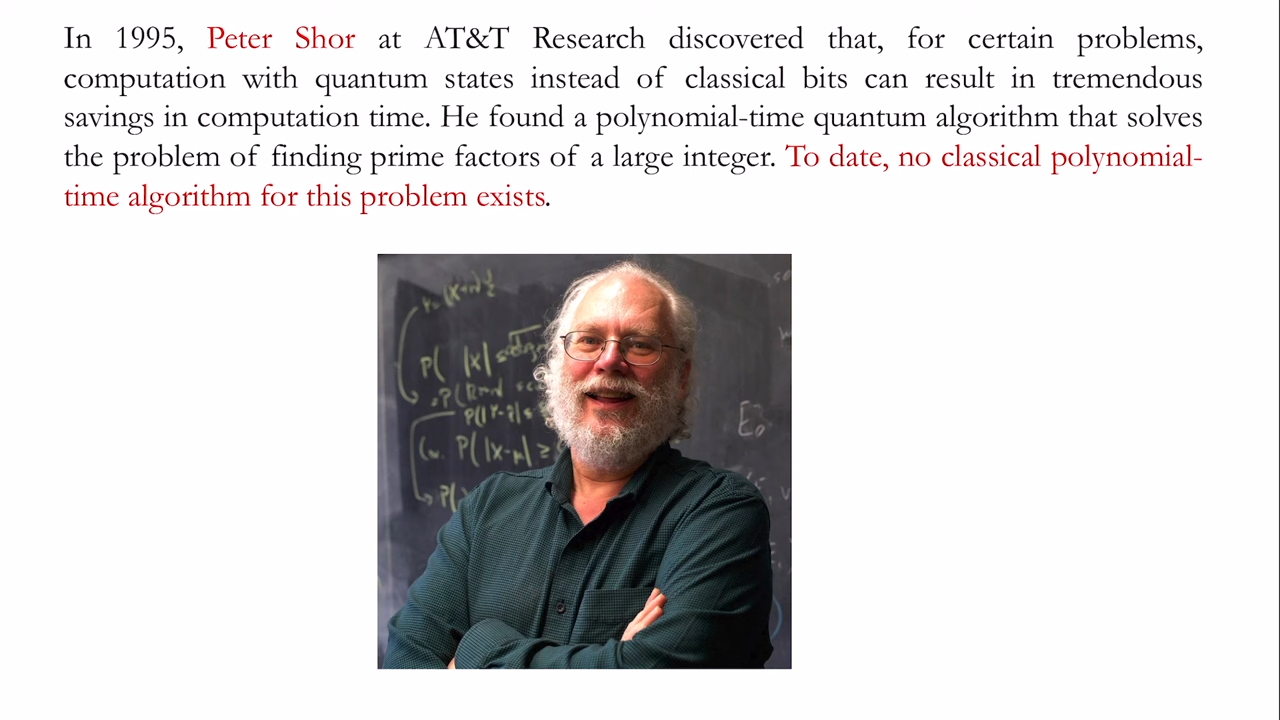 In 1995, Peter Shor at AT&T Research discovered that, for certain problems,
computation with quantum states instead of classical bits can result in tremendous
savings in computation time. He found a polynomial-time quantum algorithm that solves
the problem of finding prime factors of a large integer. To date, no classical polynomial-
time algorithm for this problem exists.
P( |X|
P( |X-μ| ≥